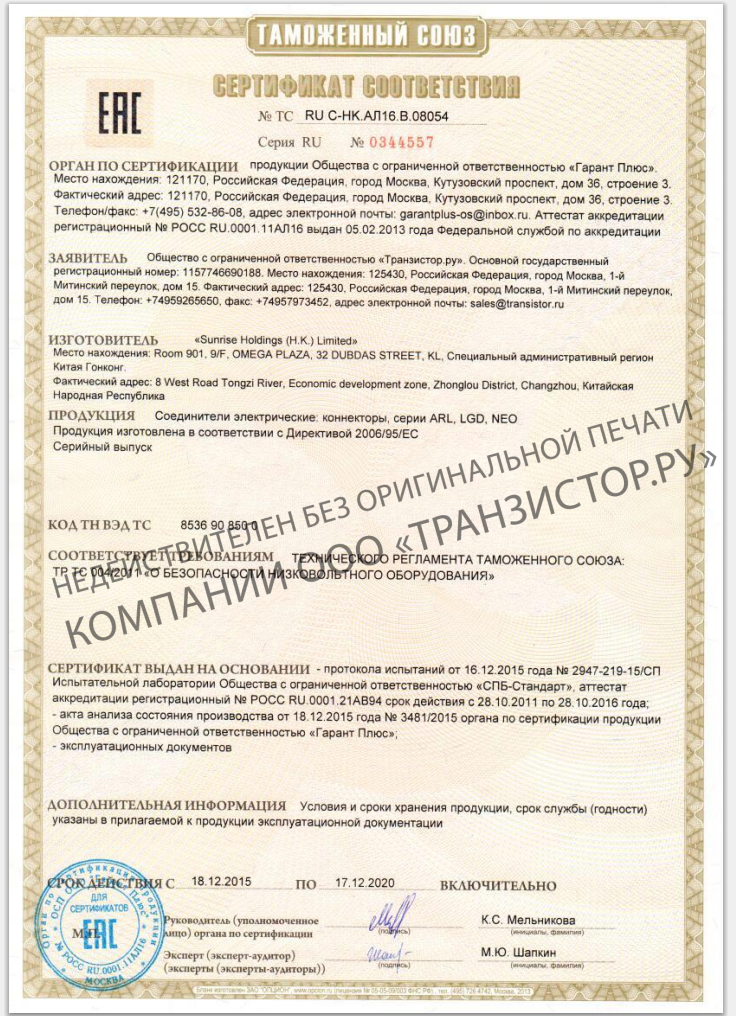 ТАМОЖЕННЫЙ СОЮЗ
СЕРТИФИКАТ СООТВЕТСТВИЯ
ЕАС
№ ТС RU С-НК.АЛ16.В.08054
Серия RU № 0344557
ОРГАН ПО СЕРТИФИКАЦИИ продукции Общества с ограниченной ответственностью «Гарант Плюс».
Место нахождения: 121170, Российская Федерация, город Москва, Кутузовский проспект, дом 36, строение 3.
Фактический адрес: 121170, Российская Федерация, город Москва, Кутузовский проспект, дом 36, строение 3.
Телефон/факс: +7(495) 532-86-08, адрес электронной почты: garantplus-os@inbox.ru. Аттестат аккредитации
регистрационный № РОСС RU.0001.11АЛ16 выдан 05.02.2013 года Федеральной службой по аккредитации
ЗАЯВИТЕЛЬ Общество с ограниченной ответственностью «Транзистор.ру». Основной государственный
регистрационный номер: 1157746690188. Место нахождения: 125430, Российская Федерация, город Москва, 1-й
Митинский переулок, дом 15. Фактический адрес: 125430, Российская Федерация, город Москва, 1-й Митинский переулок,
дом 15. Телефон: +74959265650, факс: +74957973452, адрес электронной почты: sales@transistor.ru
ИЗГОТОВИТЕЛЬ «Sunrise Holdings (H.K.) Limited»
Место нахождения: Room 901, 9/F, OMEGA PLAZA, 32 DUBDAS STREET, KL, Специальный административный регион
Китая Гонконг.
Фактический адрес: 8 West Road Tongzi River, Economic development zone, Zhonglou District, Changzhou, Китайская
Народная Республика
ПРОДУКЦИЯ Соединители электрические: коннекторы, серии ARL, LGD, NEO
Продукция изготовлена в соответствии с Директивой 2006/95/ЕС
Серийный выпуск
НЕДЕЙСТВИТЕЛЕН БЕЗ ОРИГИНАЛЬНОЙ ПЕЧАТИ
КОМПАНИИ ООО «ТРАНЗИСТОР.РУ»
КОД ТН ВЭД ТС 8536 90 850 0
СООТВЕТСТВУЕТ ТРЕБОВАНИЯМ ТЕХНИЧЕСКОГО РЕГЛАМЕНТА ТАМОЖЕННОГО СОЮЗА:
ТР ТС 004/2011 «О БЕЗОПАСНОСТИ НИЗКОВОЛЬТНОГО ОБОРУДОВАНИЯ»
СЕРТИФИКАТ ВЫДАН НА ОСНОВАНИИ - протокола испытаний от 16.12.2015 года № 2947-219-15/СП
Испытательной лаборатории Общества с ограниченной ответственностью «СПБ-Стандарт», аттестат
аккредитации регистрационный № РОСС RU.0001.21АВ94 срок действия с 28.10.2011 по 28.10.2016 года;
- акта анализа состояния производства от 18.12.2015 года № 3481/2015 органа по сертификации продукции
Общества с ограниченной ответственностью «Гарант Плюс»;
- эксплуатационных документов
ДОПОЛНИТЕЛЬНАЯ ИНФОРМАЦИЯ Условия и сроки хранения продукции, срок службы (годности)
указаны в прилагаемой к продукции эксплуатационной документации
СРОК ДЕЙСТВИЯ С 18.12.2015 ПО 17.12.2020 ВКЛЮЧИТЕЛЬНО
ДЛЯ
СЕРТИФИКАТОВ
ЕАС
№ РОСС RU.0001.11АЛ16
МОСКВА
М.П.
Руководитель (уполномоченное
лицо) органа по сертификации
(подпись)
К.С. Мельникова
(инициалы, фамилия)
Эксперт (эксперт-аудитор)
(эксперты (эксперты-аудиторы))
(подпись)
М.Ю. Шапкин
(инициалы, фамилия)